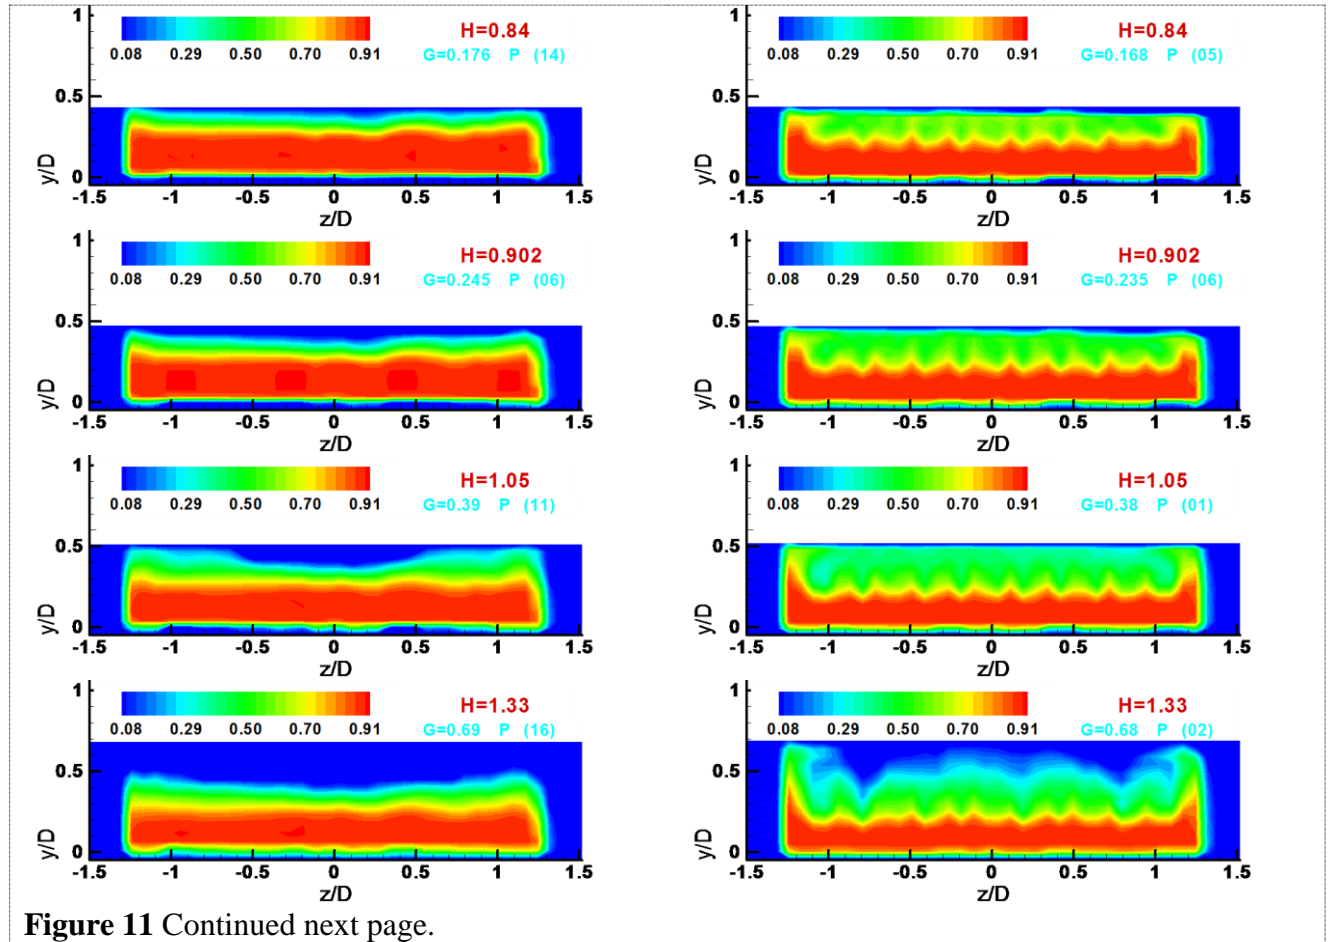 1
0.08 0.29 0.50 0.70 0.91
H=0.84
G=0.176 P (14)
0.5
0
y/D
-1.5 -1 -0.5 0 0.5 1 1.5
z/D
1
0.08 0.29 0.50 0.70 0.91
H=0.84
G=0.168 P (05)
0.5
0
y/D
-1.5 -1 -0.5 0 0.5 1 1.5
z/D
1
0.08 0.29 0.50 0.70 0.91
H=0.902
G=0.245 P (06)
0.5
0
y/D
-1.5 -1 -0.5 0 0.5 1 1.5
z/D
1
0.08 0.29 0.50 0.70 0.91
H=0.902
G=0.235 P (06)
0.5
0
y/D
-1.5 -1 -0.5 0 0.5 1 1.5
z/D
1
0.08 0.29 0.50 0.70 0.91
H=1.05
G=0.39 P (11)
0.5
0
y/D
-1.5 -1 -0.5 0 0.5 1 1.5
z/D
1
0.08 0.29 0.50 0.70 0.91
H=1.05
G=0.38 P (01)
0.5
0
y/D
-1.5 -1 -0.5 0 0.5 1 1.5
z/D
1
0.08 0.29 0.50 0.70 0.91
H=1.33
G=0.69 P (16)
0.5
0
y/D
-1.5 -1 -0.5 0 0.5 1 1.5
z/D
1
0.08 0.29 0.50 0.70 0.91
H=1.33
G=0.68 P (02)
0.5
0
y/D
-1.5 -1 -0.5 0 0.5 1 1.5
z/D
Figure 11 Continued next page.